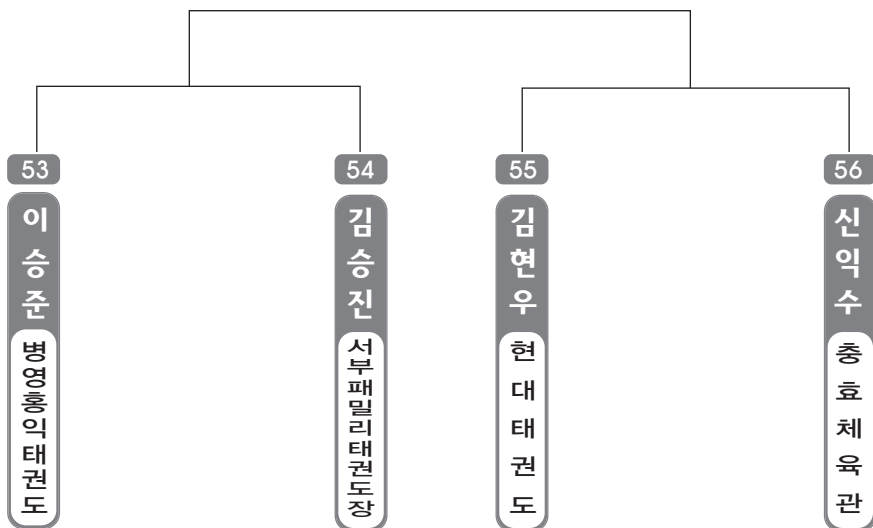 53
이승준
병영홍익태권도
54
김승진
서부패밀리태권도장
55
김현우
현대태권도
56
신익수
충효체육관